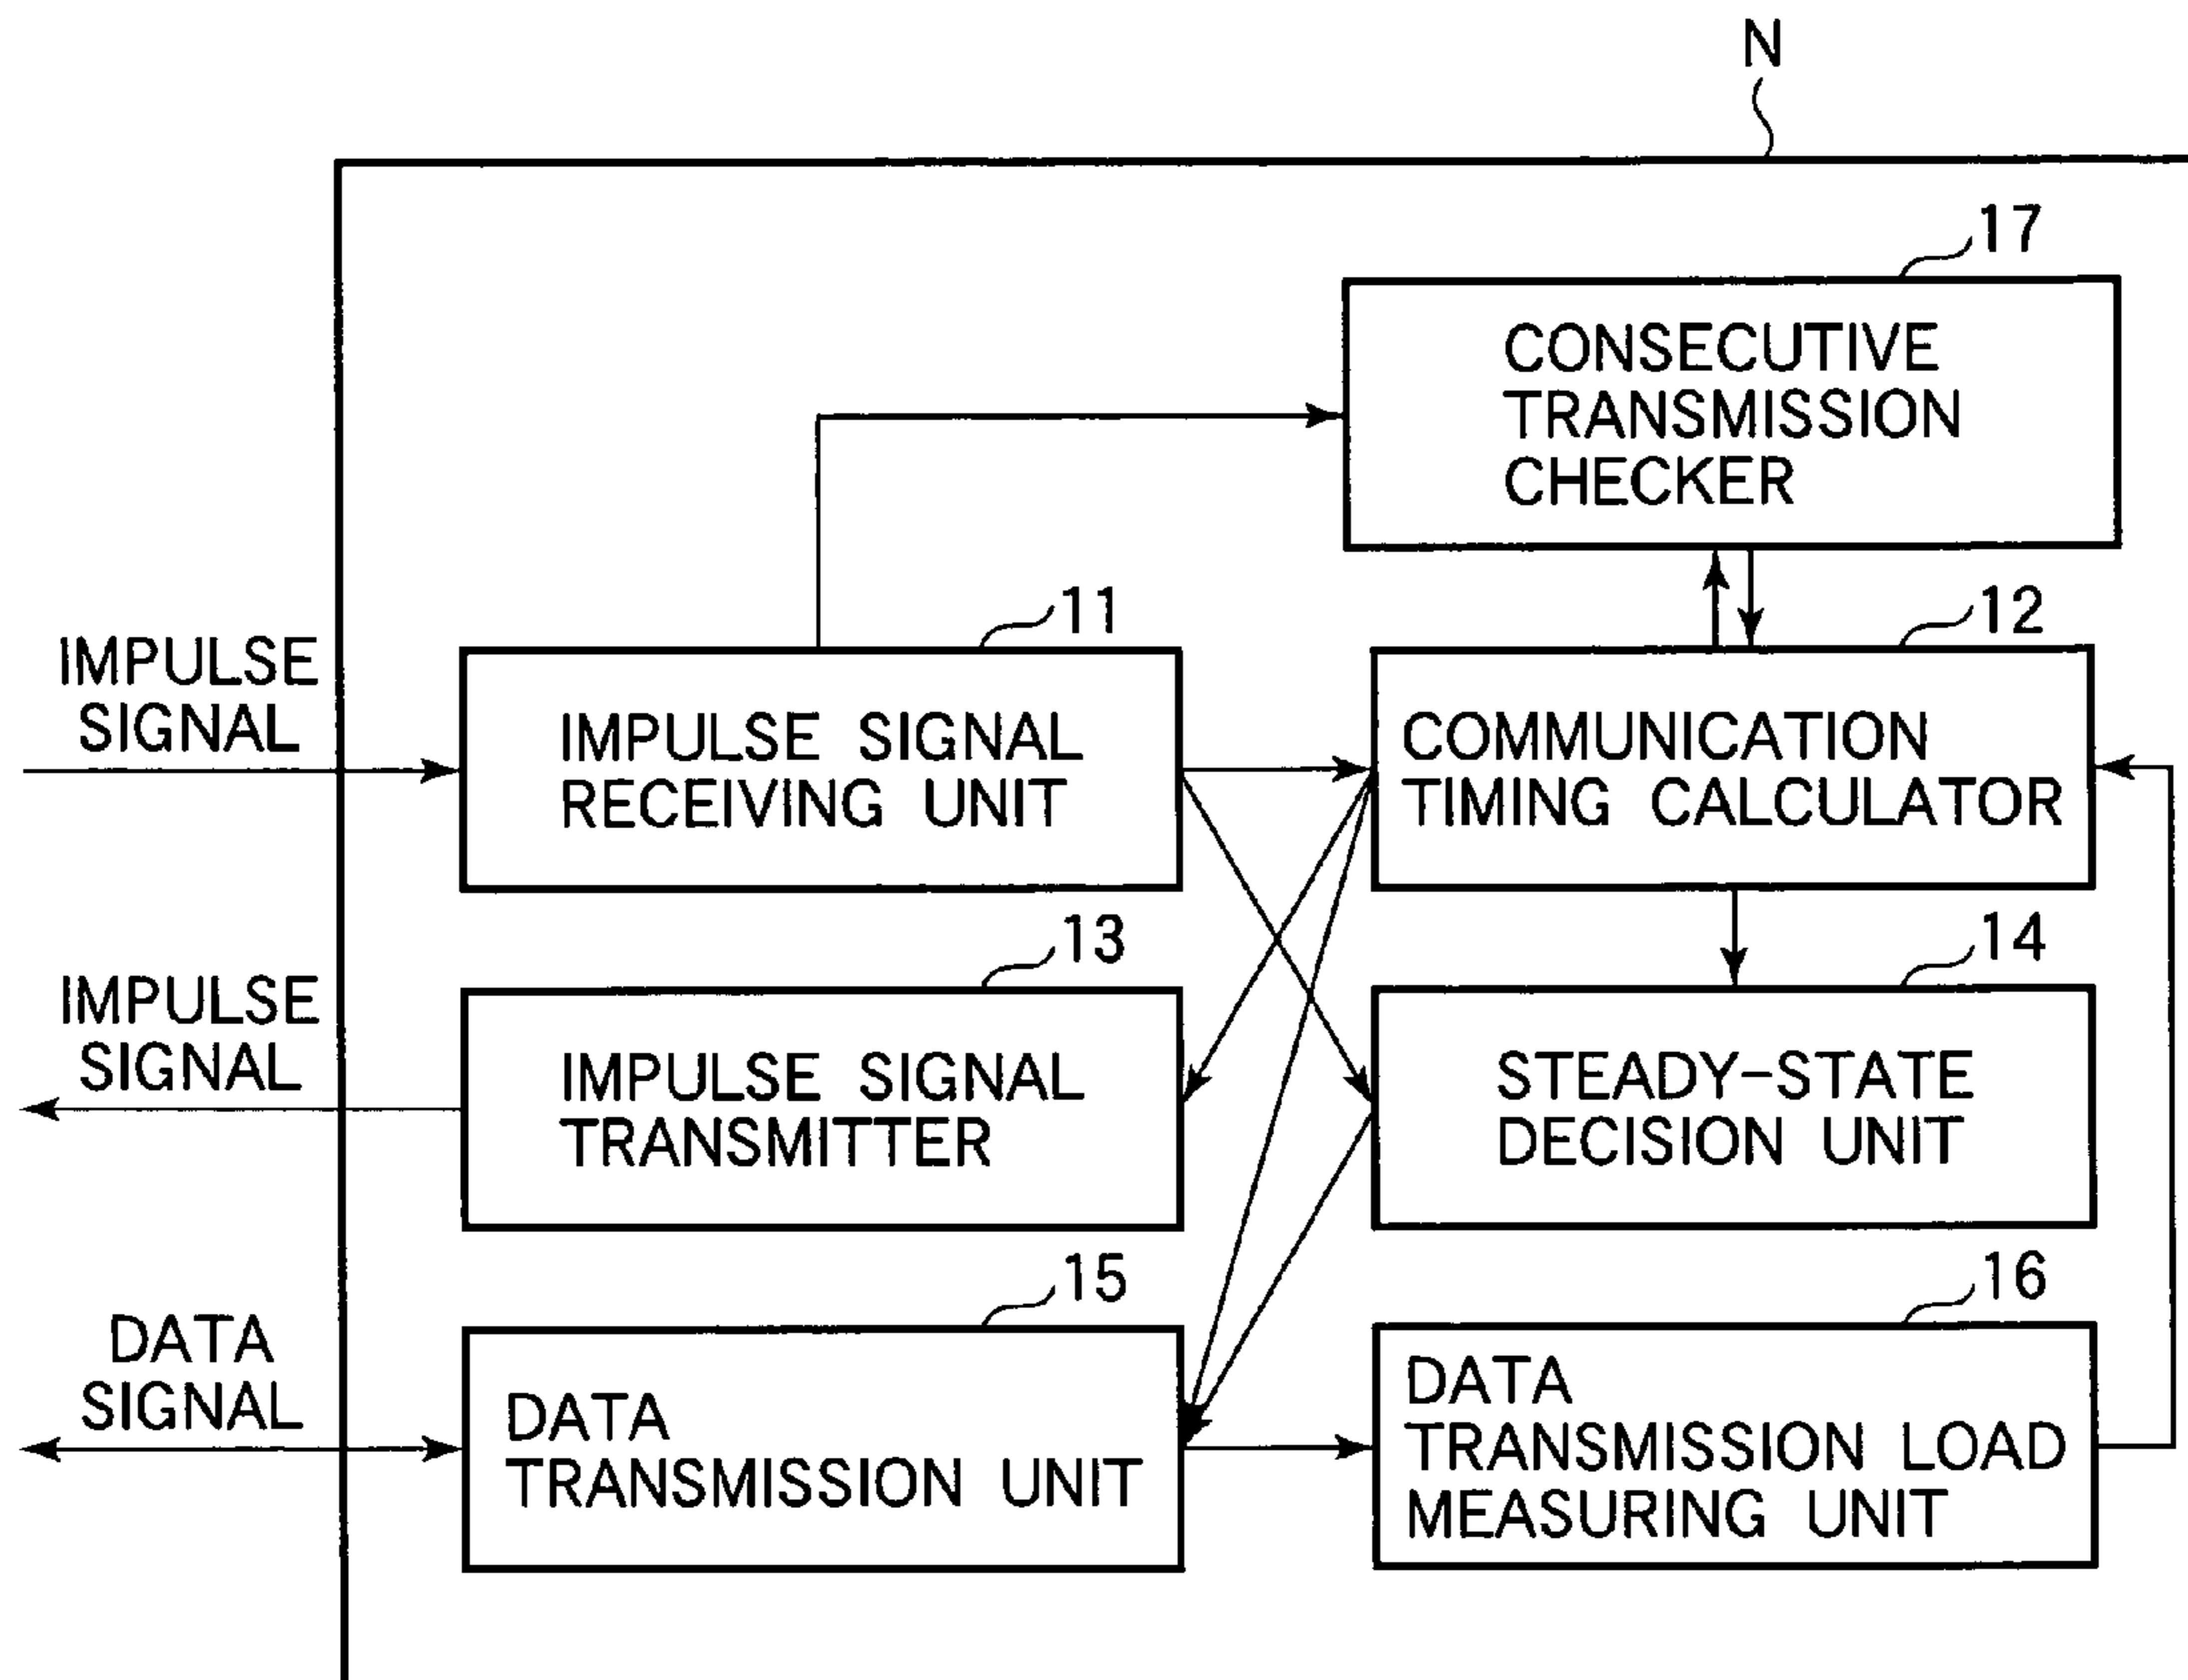 N
17
CONSECUTIVE
TRANSMISSION
CHECKER
11
12
IMPULSE
SIGNAL
IMPULSE SIGNAL
RECEIVING UNIT
COMMUNICATION
TIMING CALCULATOR
13
14
IMPULSE
SIGNAL
IMPULSE SIGNAL
TRANSMITTER
STEADY-STATE
DECISION UNIT
15
16
DATA
SIGNAL
DATA
TRANSMISSION UNIT
DATA
TRANSMISSION LOAD
MEASURING UNIT